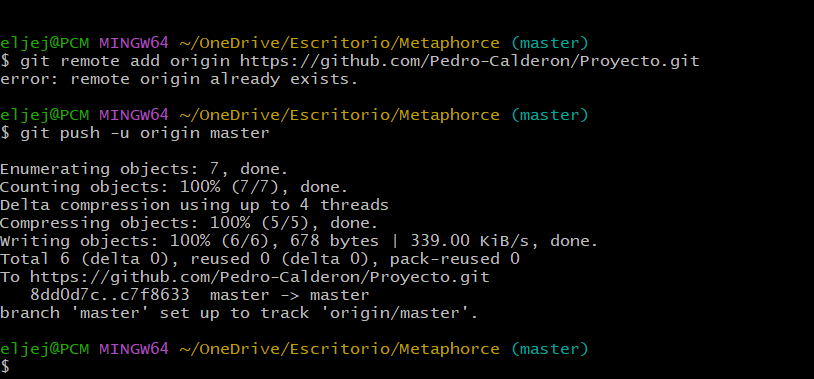 eljej@PCM MINGW64 ~/OneDrive/Escritorio/Metaphorce (master)
$ git remote add origin https://github.com/Pedro-Calderon/Proyecto.git
error: remote origin already exists.
eljej@PCM MINGW64 ~/OneDrive/Escritorio/Metaphorce (master)
$ git push -u origin master
Enumerating objects: 7, done.
Counting objects: 100% (7/7), done.
Delta compression using up to 4 threads
Compressing objects: 100% (5/5), done.
Writing objects: 100% (6/6), 678 bytes | 339.00 KiB/s, done.
Total 6 (delta 0), reused 0 (delta 0), pack-reused 0
To https://github.com/Pedro-Calderon/Proyecto.git
   8dd0d7c..c7f8633  master -> master
branch 'master' set up to track 'origin/master'.
eljej@PCM MINGW64 ~/OneDrive/Escritorio/Metaphorce (master)
$